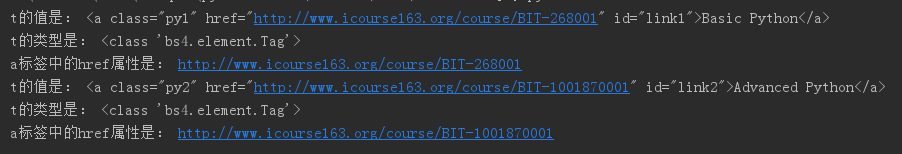 t的值是： <a class="py1" href="http://www.icourse163.org/course/BIT-268001" id="link1">Basic Python</a>
t的类型是： <class 'bs4.element.Tag'>
a标签中的href属性是： http://www.icourse163.org/course/BIT-268001
t的值是： <a class="py2" href="http://www.icourse163.org/course/BIT-1001870001" id="link2">Advanced Python</a>
t的类型是： <class 'bs4.element.Tag'>
a标签中的href属性是： http://www.icourse163.org/course/BIT-1001870001